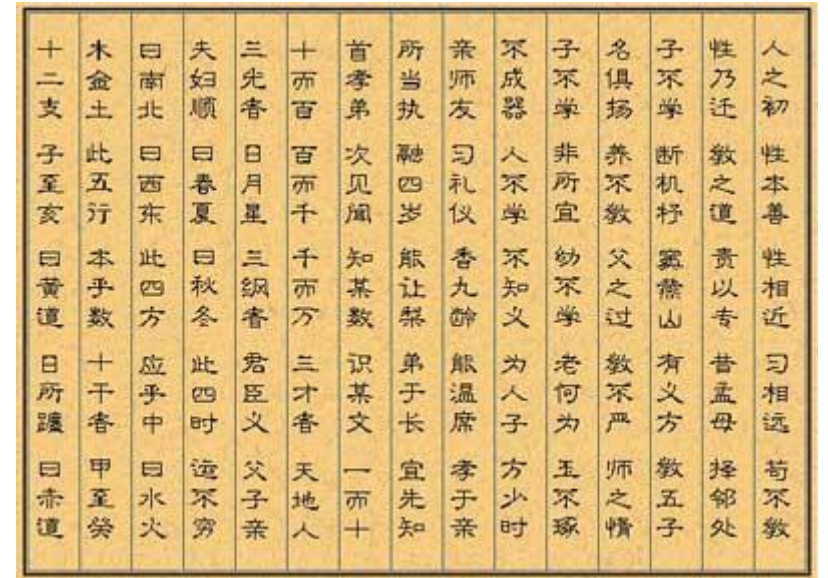 人之初 性本善 性相近 习相远 苟不教
性乃迁 教之道 贵以专 昔孟母 择邻处
子不学 断机杼 窦燕山 有义方 教五子
名俱扬 养不教 父之过 教不严 师之惰
子不学 非所宜 幼不学 老何为 玉不琢
不成器 人不学 不知义 为人子 方少时
亲师友 习礼仪 香九龄 能温席 孝于亲
所当执 融四岁 能让梨 弟于长 宜先知
首孝弟 次见闻 知某数 识某文 一而十
十而百 百而千 千而万 三才者 天地人
三光者 日月星 三纲者 君臣义 父子亲
夫妇顺 曰春夏 曰秋冬 此四时 运不穷
曰南北 曰西东 此四方 应乎中 曰水火
木金土 此五行 本乎数 十干者 甲至癸
十二支 子至亥 曰黄道 日所躔 曰赤道